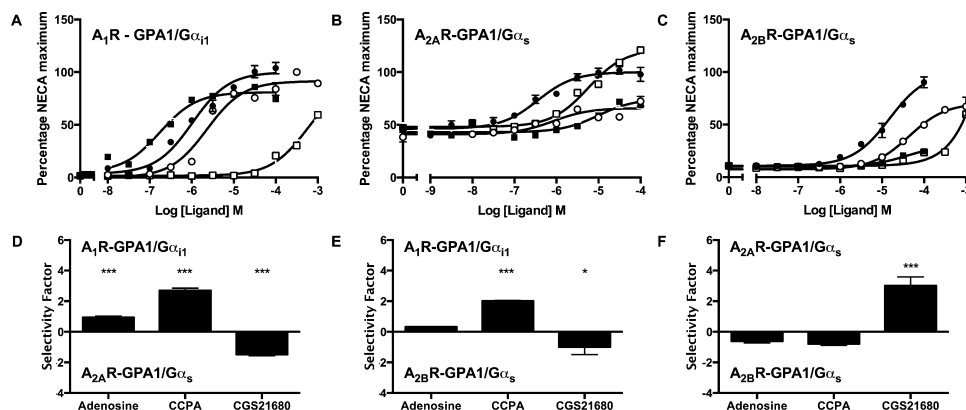 A
A1R - GPA1/Gαi1
Percentage NECA maximum
150
100
50
0
0 -8 -7 -6 -5 -4 -3
Log [Ligand] M
B
A2AR-GPA1/Gαs
Percentage NECA maximum
150
100
50
0
0 -9 -8 -7 -6 -5 -4
Log [Ligand] M
C
A2BR-GPA1/Gαs
Percentage NECA maximum
150
100
50
0
0 -8 -7 -6 -5 -4 -3
Log [Ligand] M
D
A1R-GPA1/Gαi1
Selectivity Factor
6
4
2
0
-2
-4
*** *** ***
A2AR-GPA1/Gαs
Adenosine CCPA CGS21680
E
A1R-GPA1/Gαi1
Selectivity Factor
6
4
2
0
-2
-4
*** *
A2BR-GPA1/Gαs
Adenosine CCPA CGS21680
F
A2AR-GPA1/Gαs
Selectivity Factor
6
4
2
0
-2
-4
***
A2BR-GPA1/Gαs
Adenosine CCPA CGS21680